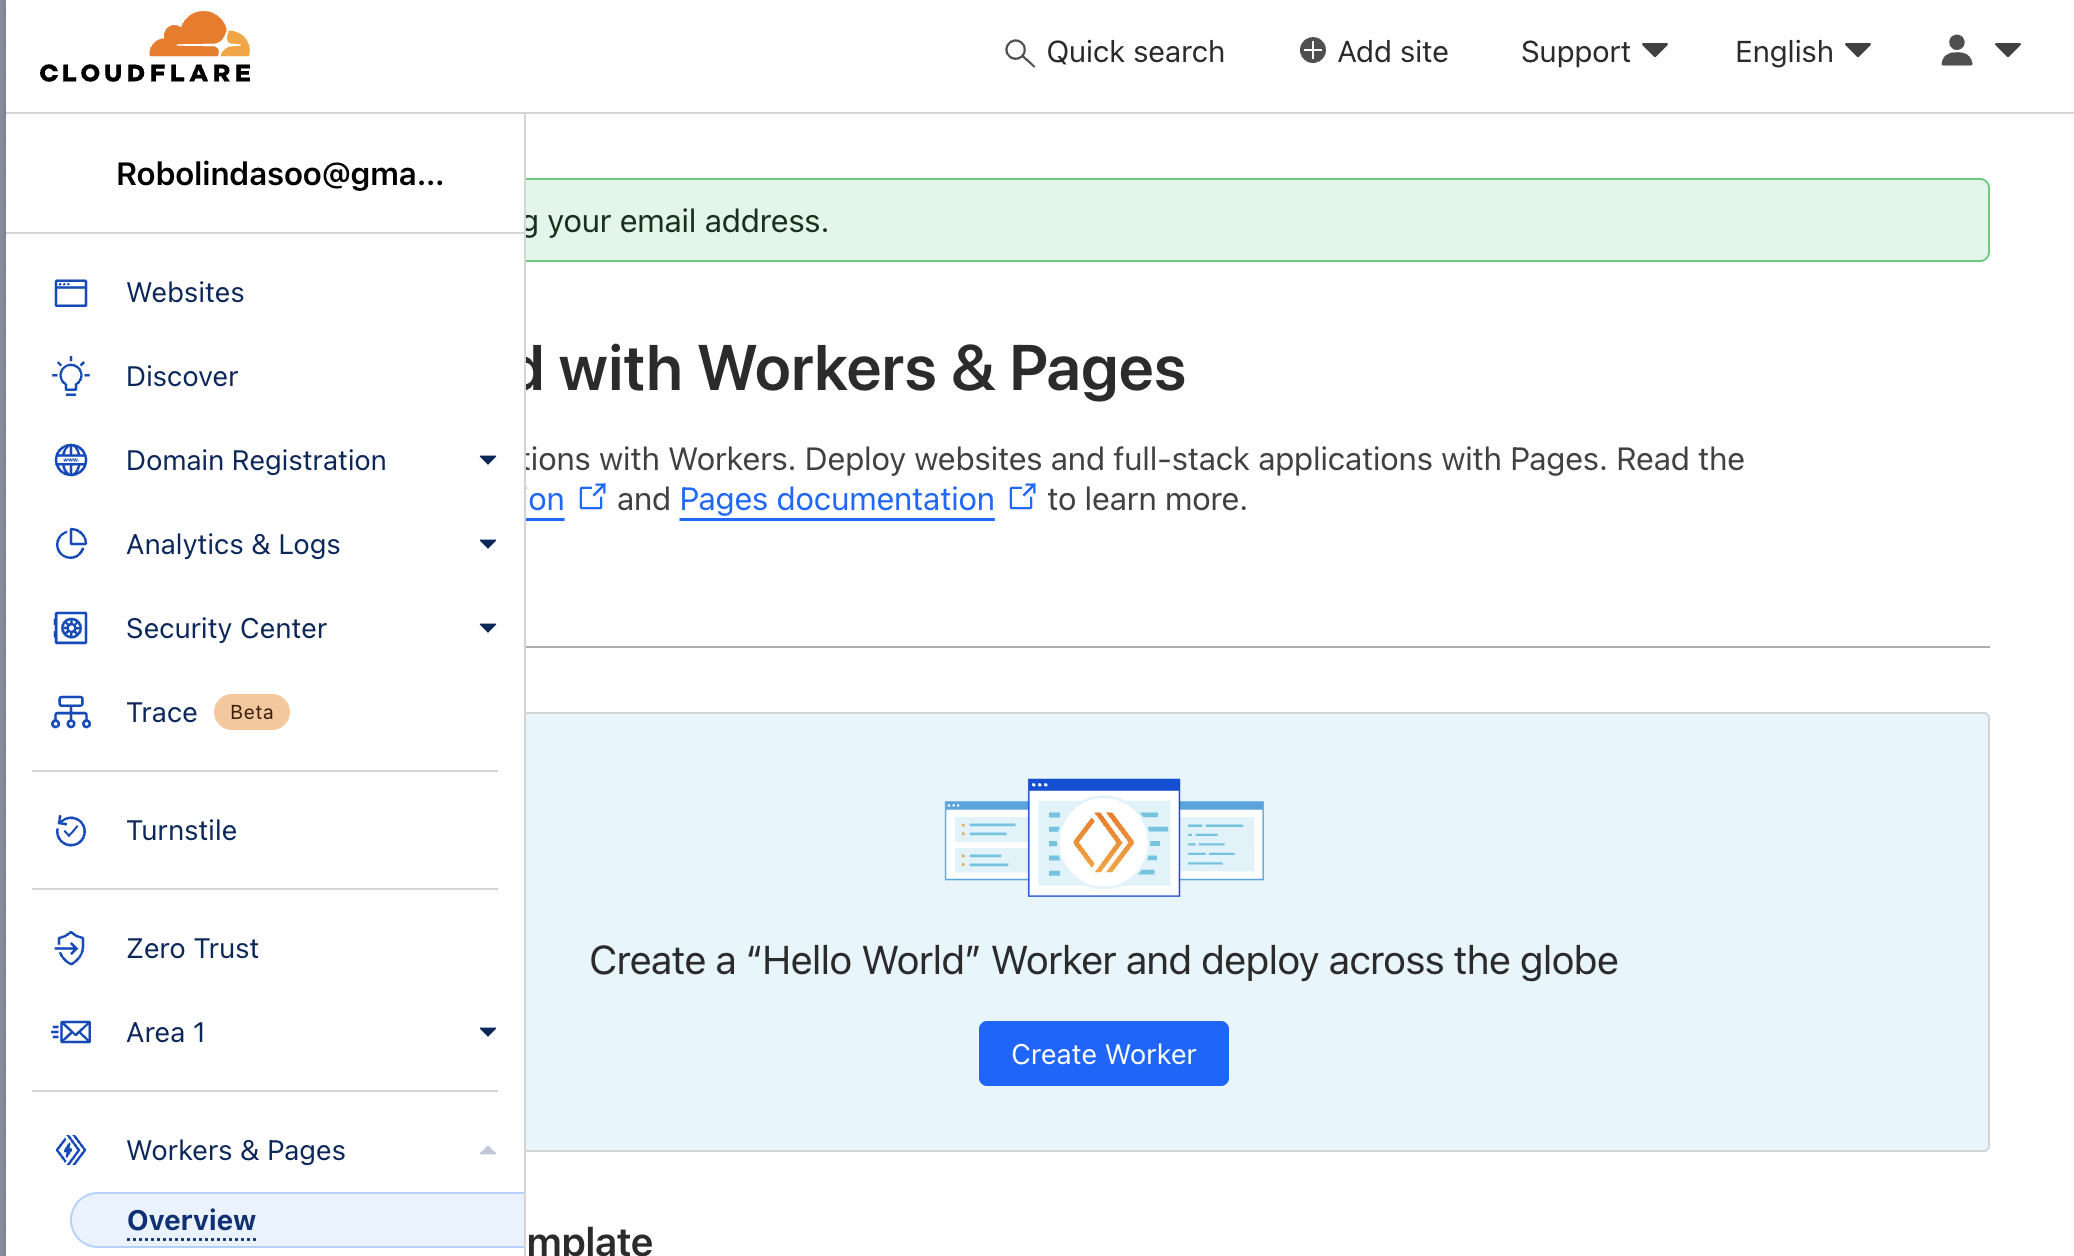 CLOUDFLARE
Quick search
Add site
Support
English
Robolindasoo@gma...
Websites
Discover
Domain Registration
Analytics & Logs
Security Center
Trace Beta
Turnstile
Zero Trust
Area 1
Workers & Pages
Overview
your email address.
with Workers & Pages
with Workers. Deploy websites and full-stack applications with Pages. Read the
and Pages documentation to learn more.
Create a “Hello World” Worker and deploy across the globe
Create Worker